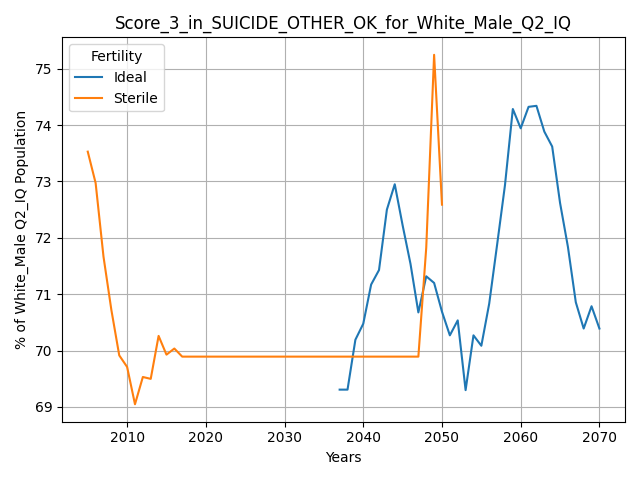 Score_3_in_SUICIDE_OTHER_OK_for_White_Male_Q2_IQ
Fertility
Ideal
Sterile
% of White_Male Q2_IQ Population
75
74
73
72
71
70
69
2010
2020
2030
2040
2050
2060
2070
Years